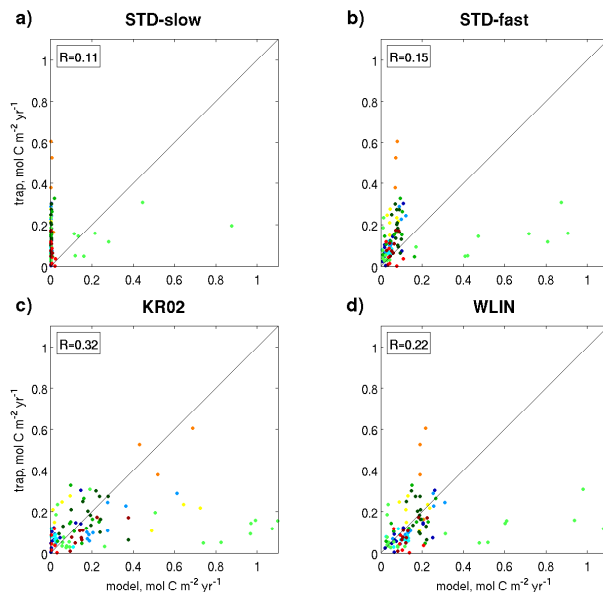 a) STD-slow
R=0.11
trap, mol C m⁻² yr⁻¹
1
0.8
0.6
0.4
0.2
0
0 0.2 0.4 0.6 0.8 1
b) STD-fast
R=0.15
1
0.8
0.6
0.4
0.2
0
0 0.2 0.4 0.6 0.8 1
c) KR02
R=0.32
trap, mol C m⁻² yr⁻¹
1
0.8
0.6
0.4
0.2
0
0 0.2 0.4 0.6 0.8 1
model, mol C m⁻² yr⁻¹
d) WLIN
R=0.22
1
0.8
0.6
0.4
0.2
0
0 0.2 0.4 0.6 0.8 1
model, mol C m⁻² yr⁻¹